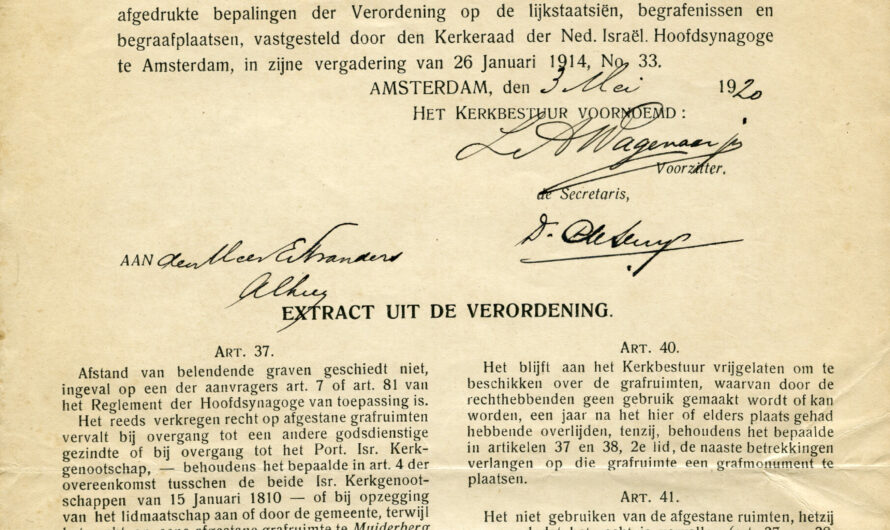 afgedrukte bepalingen der Verordening op de lijkstaatsiën, begrafenissen en
begraafplaatsen, vastgesteld door den Kerkeraad der Ned. Israël. Hoofdsynagoge
te Amsterdam, in zijne vergadering van 26 Januari 1914, No. 33.
AMSTERDAM, den 3 Mei 1920
HET KERKBESTUUR VOORNOEMD:
L A Wagenaar jr
Voorzitter.
de Secretaris,
D.
AAN den Heer E. Kranders
EXTRACT UIT DE VERORDENING.
ART. 37.
Afstand van belendende graven geschiedt niet,
ingeval op een der aanvragers art. 7 of art. 81 van
het Reglement der Hoofdsynagoge van toepassing is.
Het reeds verkregen recht op afgestane grafruimten
vervalt bij overgang tot een andere godsdienstige
gezindte of bij overgang tot het Port. Isr. Kerk-
genootschap, — behoudens het bepaalde in art. 4 der
overeenkomst tusschen de beide Isr. Kerkgenoot-
schappen van 15 Januari 1810 — of bij opzegging
van het lidmaatschap aan of door de gemeente, terwijl
afgestane grafruimte te Muiderberg
ART. 40.
Het blijft aan het Kerkbestuur vrijgelaten om te
beschikken over de grafruimten, waarvan door de
rechthebbenden geen gebruik gemaakt wordt of kan
worden, een jaar na het hier of elders plaats gehad
hebbende overlijden, tenzij, behoudens het bepaalde
in artikelen 37 en 38, 2e lid, de naaste betrekkingen
verlangen op die grafruimte een grafmonument te
plaatsen.
ART. 41.
Het niet gebruiken van de afgestane ruimten, hetzij